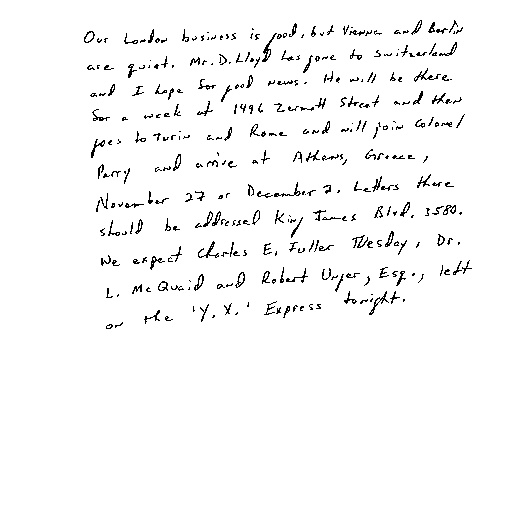 Our London business is good, but Vienna and Berlin
are quiet. Mr. D. Lloyd has gone to Switzerland
and I hope for good news. He will be there
for a week at 1496 Zermott Street and then
goes to Turin and Rome and will join Colonel
Parry and arrive at Athens, Greece,
November 27 or December 2. Letters there
should be addressed King James Blvd. 3580.
We expect Charles E. Fuller Tuesday, Dr.
L. McQuaid and Robert Unger, Esq., left
on the 'Y. X.' Express tonight.